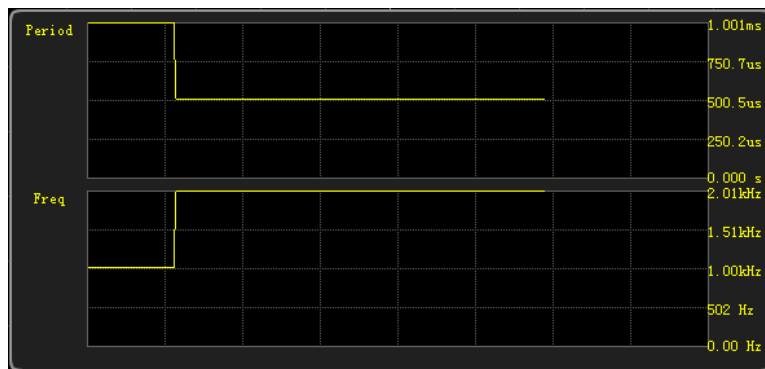 Period
1.001ms
750.7us
500.5us
250.2us
0.000 s
Freq
2.01kHz
1.51kHz
1.00kHz
502 Hz
0.00 Hz